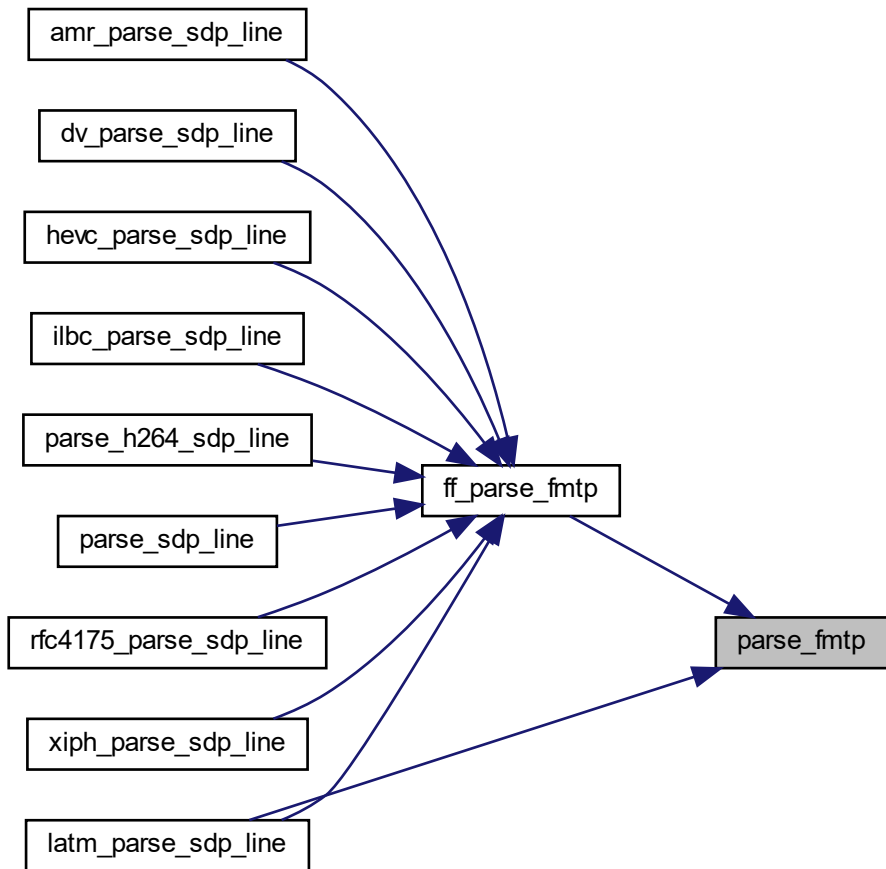 amr_parse_sdp_line
dv_parse_sdp_line
hevc_parse_sdp_line
ilbc_parse_sdp_line
parse_h264_sdp_line
ff_parse_fmtp
parse_sdp_line
rfc4175_parse_sdp_line
parse_fmtp
xiph_parse_sdp_line
latm_parse_sdp_line